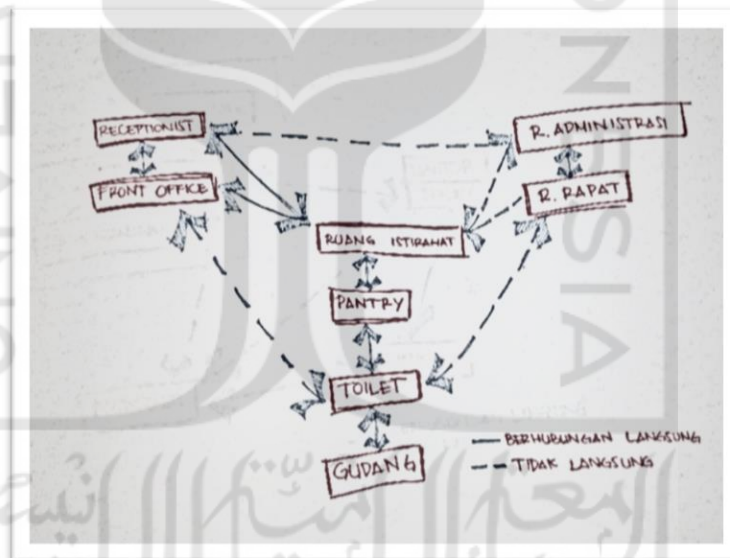 RECEPTIONIST
R. ADMINISTRASI
FRONT OFFICE
R. RAPAT
RUANG ISTIRAHAT
PANTRY
TOILET
GUDANG
BERHUBUNGAN LANGSUNG
TIDAK LANGSUNG